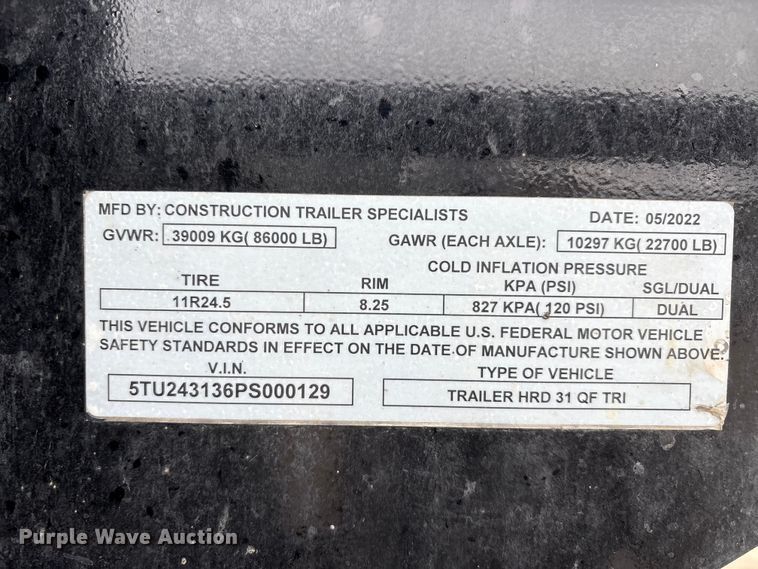 MFD BY: CONSTRUCTION TRAILER SPECIALISTS DATE: 05/2022
GVWR: 39009 KG( 86000 LB) GAWR (EACH AXLE): 10297 KG( 22700 LB)
COLD INFLATION PRESSURE
TIRE RIM KPA (PSI) SGL/DUAL
11R24.5 8.25 827 KPA( 120 PSI) DUAL
THIS VEHICLE CONFORMS TO ALL APPLICABLE U.S. FEDERAL MOTOR VEHICLE
SAFETY STANDARDS IN EFFECT ON THE DATE OF MANUFACTURE SHOWN ABOVE.
V.I.N. TYPE OF VEHICLE
5TU243136PS000129 TRAILER HRD 31 QF TRI
Purple Wave Auction